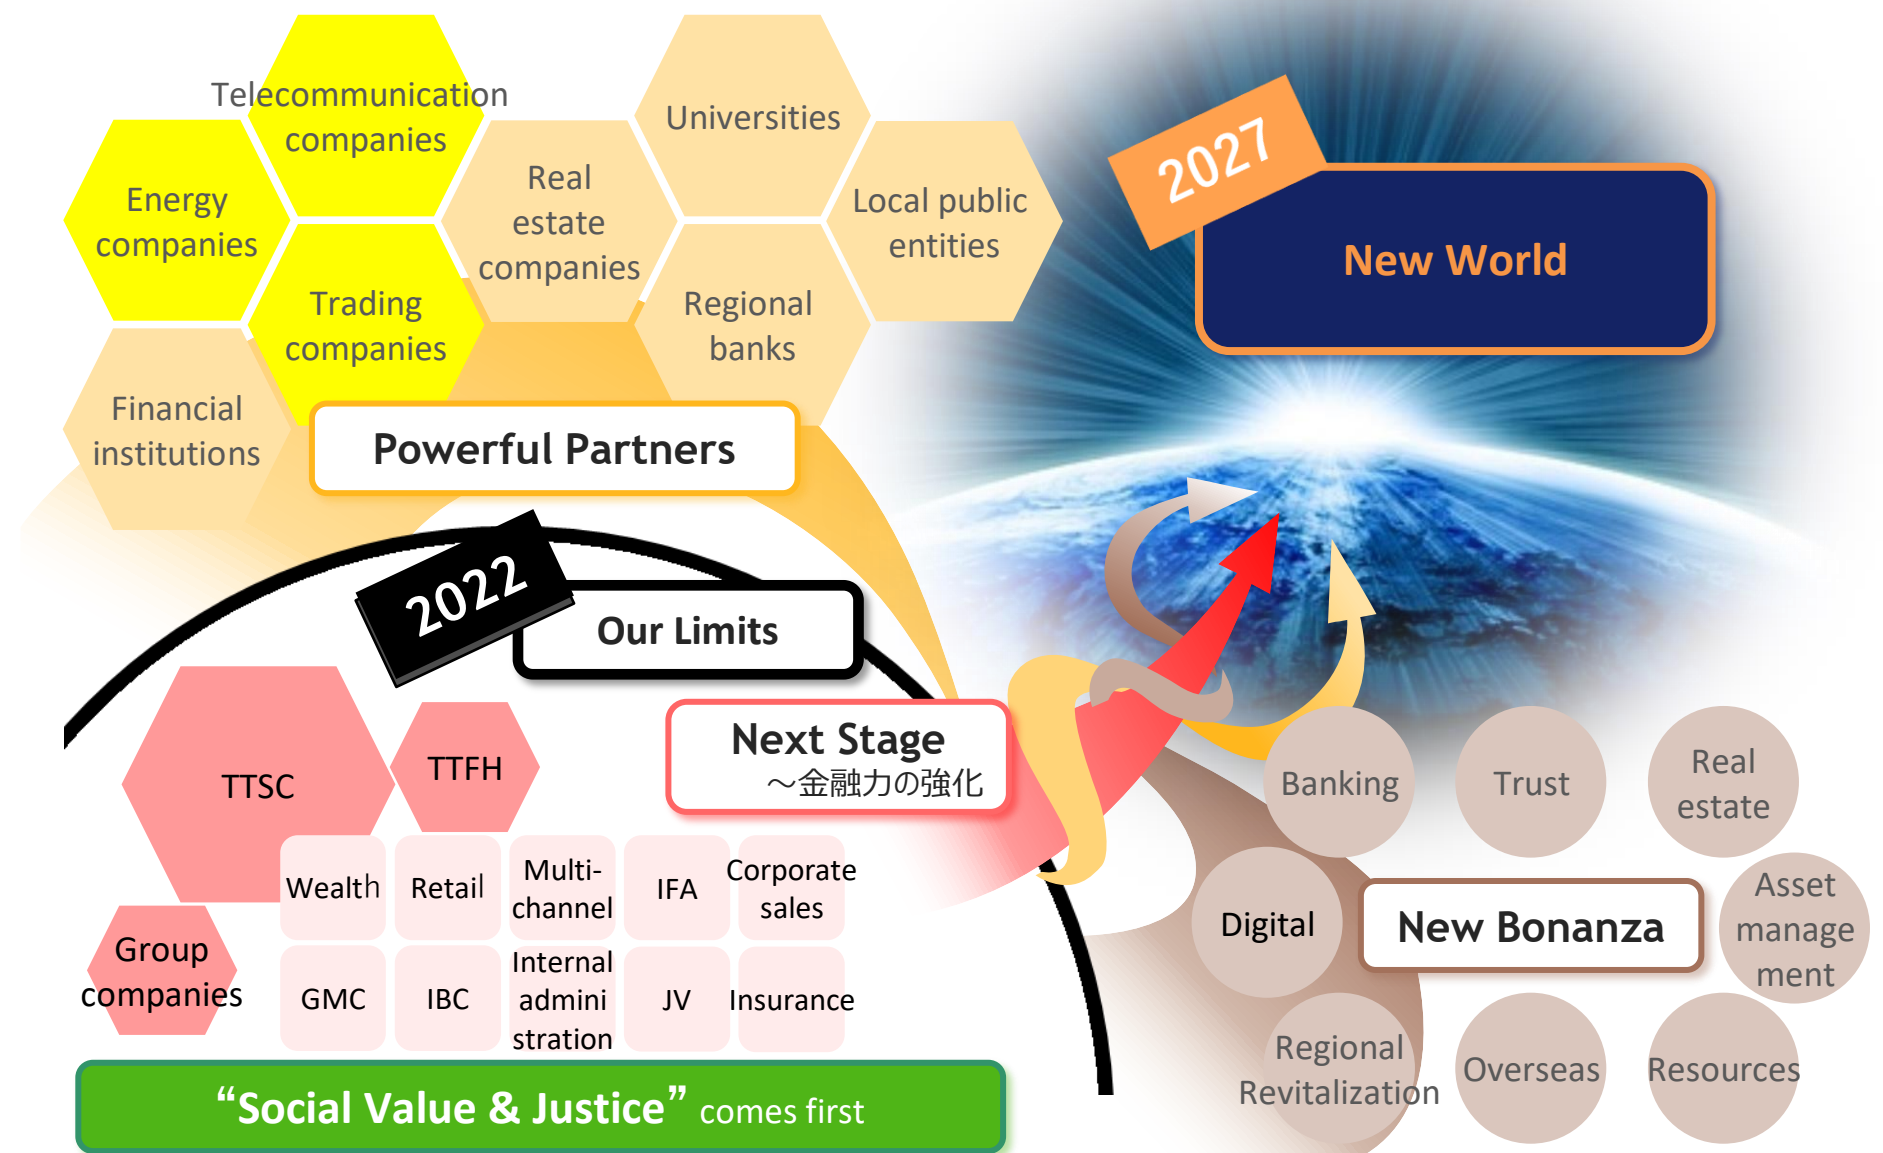 Telecommunication
companies
Universities
Energy
companies
Real
estate
companies
Local public
entities
Trading
companies
Regional
banks
Financial
institutions
Powerful Partners
2027
New World
2022
Our Limits
Next Stage
～金融力の強化
TTSC
TTFH
Group
companies
Wealth
Retail
Multi-
channel
IFA
Corporate
sales
GMC
IBC
Internal
admini
stration
JV
Insurance
“Social Value & Justice” comes first
Banking
Trust
Real
estate
Digital
New Bonanza
Asset
manage
ment
Regional
Revitalization
Overseas
Resources